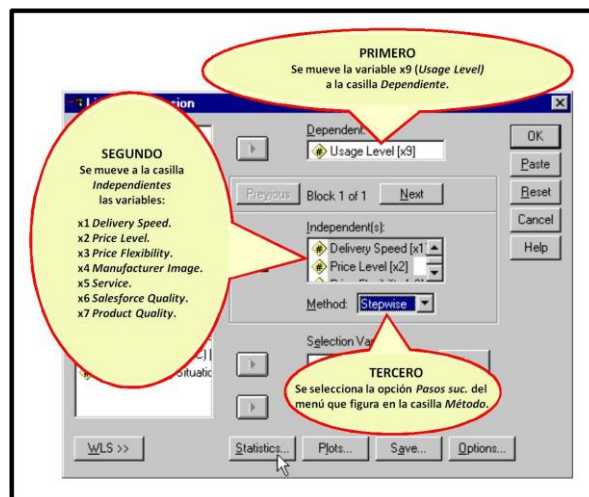 PRIMERO
Se mueve la variable x9 (Usage Level)
a la casilla Dependiente.
Dependent:
Usage Level [x9]
OK
Paste
Reset
Cancel
Help
SEGUNDO
Se mueve a la casilla
Independientes
las variables:
x1 Delivery Speed.
x2 Price Level.
x3 Price Flexibility.
x4 Manufacturer Image.
x5 Service.
x6 Salesforce Quality.
x7 Product Quality.
Previous
Block 1 of 1
Next
Independent(s):
Delivery Speed [x1
Price Level [x2]
Method:
Stepwise
Selection Va
TERCERO
Se selecciona la opción Pasos suc. del
menú que figura en la casilla Método.
WLS >>
Statistics...
Plots...
Save...
Options...